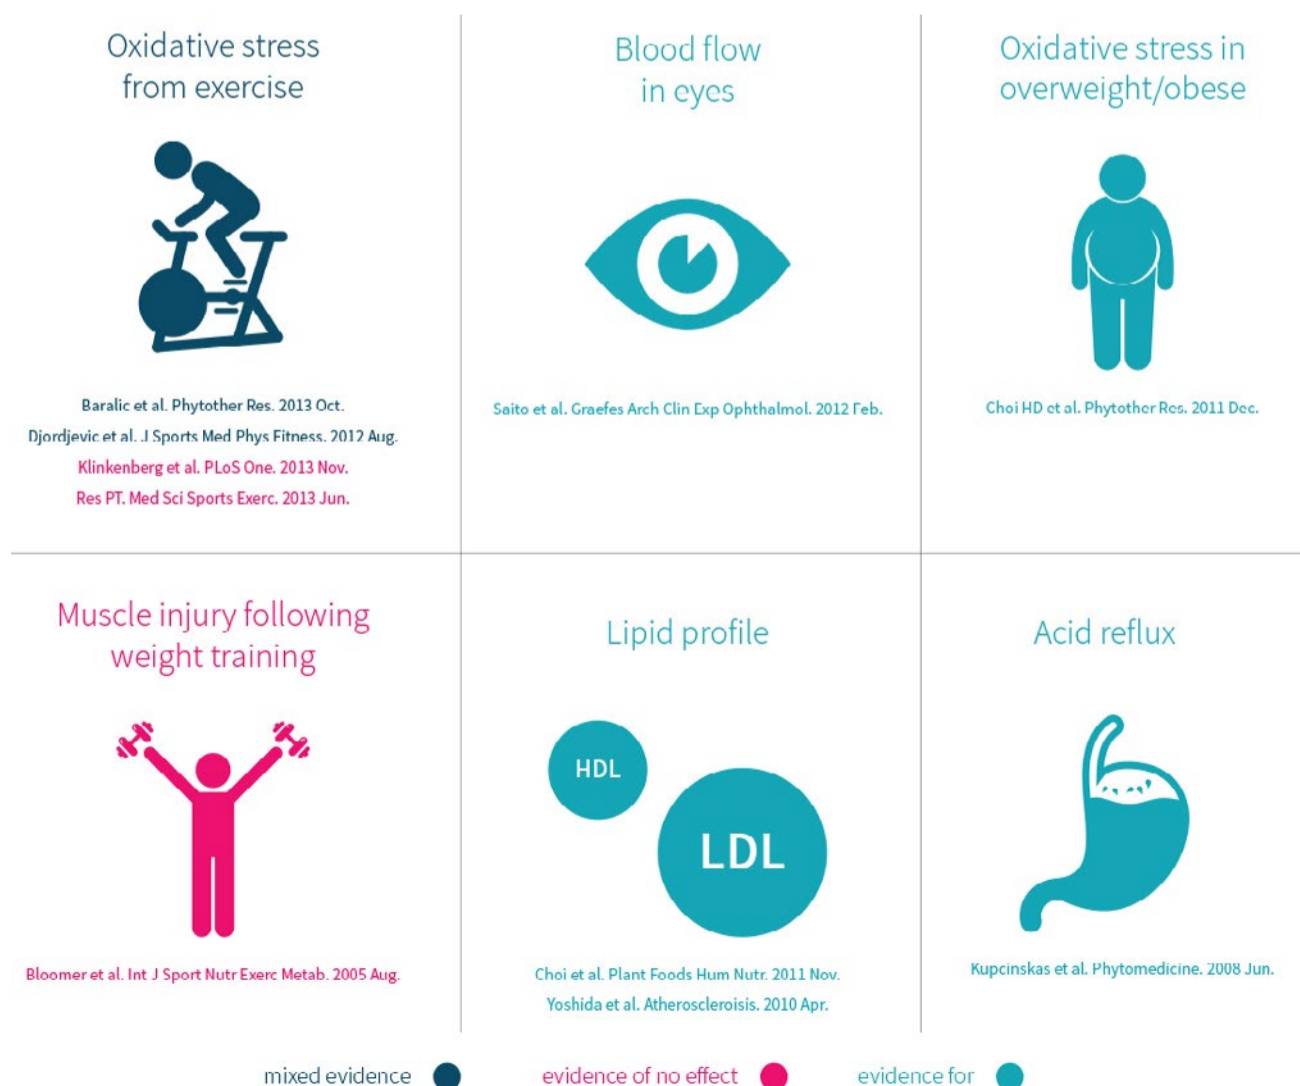 Oxidative stress
from exercise
Baralic et al. Phytother Res. 2013 Oct.
Djordjevic et al. J Sports Med Phys Fitness. 2012 Aug.
Klinkenberg et al. PLoS One. 2013 Nov.
Res PT. Med Sci Sports Exerc. 2013 Jun.
Blood flow
in eyes
Saito et al. Graefes Arch Clin Exp Ophthalmol. 2012 Feb.
Oxidative stress in
overweight/obese
Choi HD et al. Phytother Res. 2011 Dec.
Muscle injury following
weight training
Bloomer et al. Int J Sport Nutr Exerc Metab. 2005 Aug.
Lipid profile
HDL
LDL
Choi et al. Plant Foods Hum Nutr. 2011 Nov.
Yoshida et al. Atheroscleroisis. 2010 Apr.
Acid reflux
Kupcinskas et al. Phytomedicine. 2008 Jun.
mixed evidence
evidence of no effect
evidence for